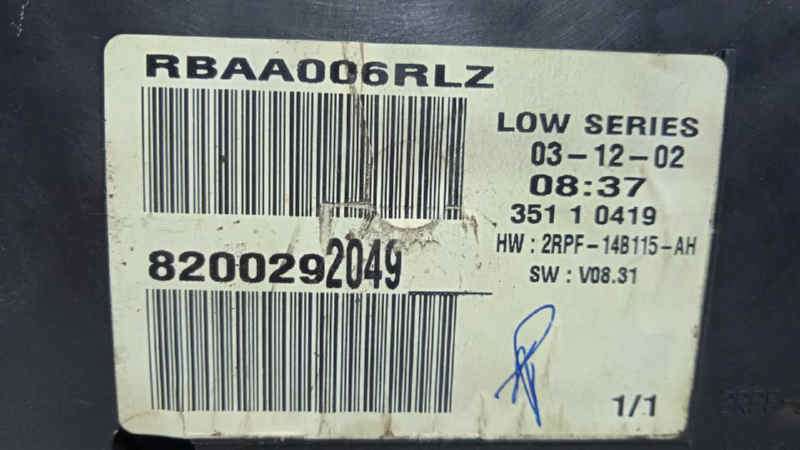 RBAA006RLZ
LOW SERIES
03-12-02
08:37
351 1 0419
HW : 2RPF-14B115-AH
SW : V08.31
8200292049
1/1